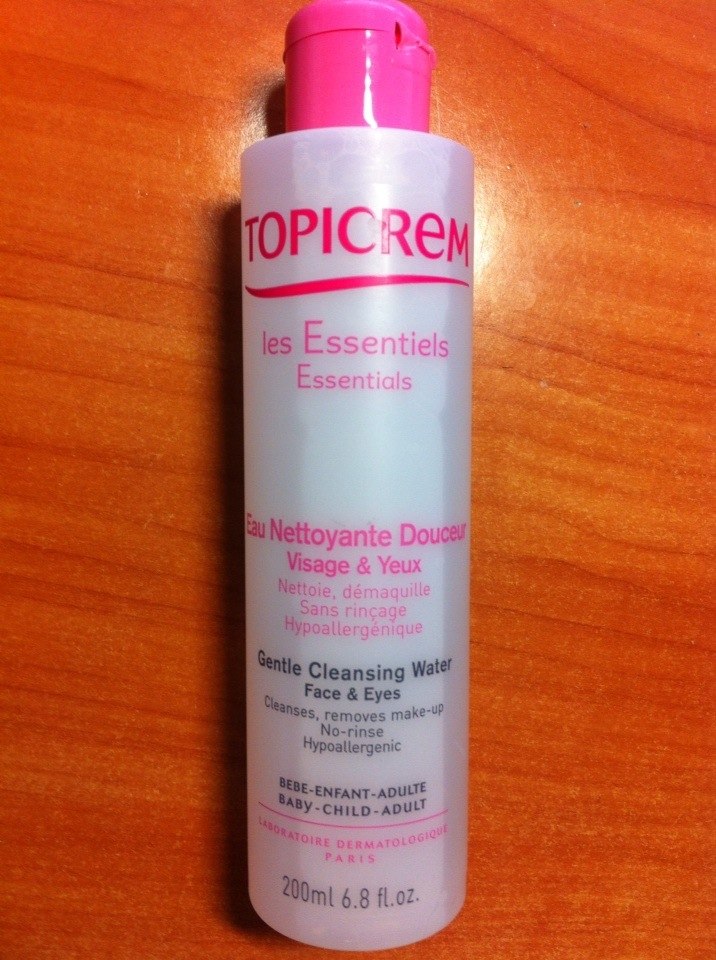 TOPICREM
les Essentiels
Essentials
Eau Nettoyante Douceur
Visage & Yeux
Nettoie, démaquille
Sans rinçage
Hypoallergénique
Gentle Cleansing Water
Face & Eyes
Cleanses, removes make-up
No-rinse
Hypoallergenic
BEBE-ENFANT-ADULTE
BABY-CHILD-ADULT
LABORATOIRE DERMATOLOGIQUE
PARIS
200ml 6.8 fl.oz.